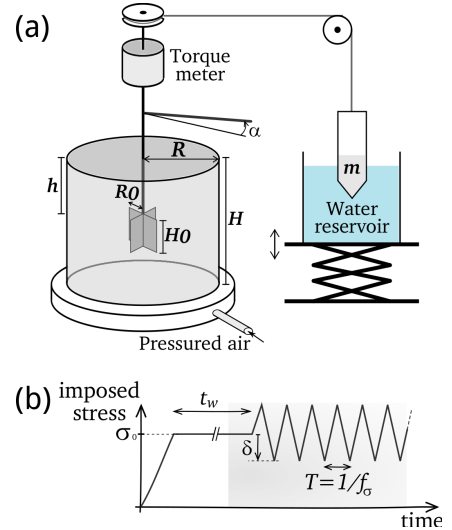 (a)
Torque
meter
α
R
h
R0
H
H0
m
Water
reservoir
Pressured air
(b)
imposed
stress
t_w
σ₀
δ
T=1/f_σ
time